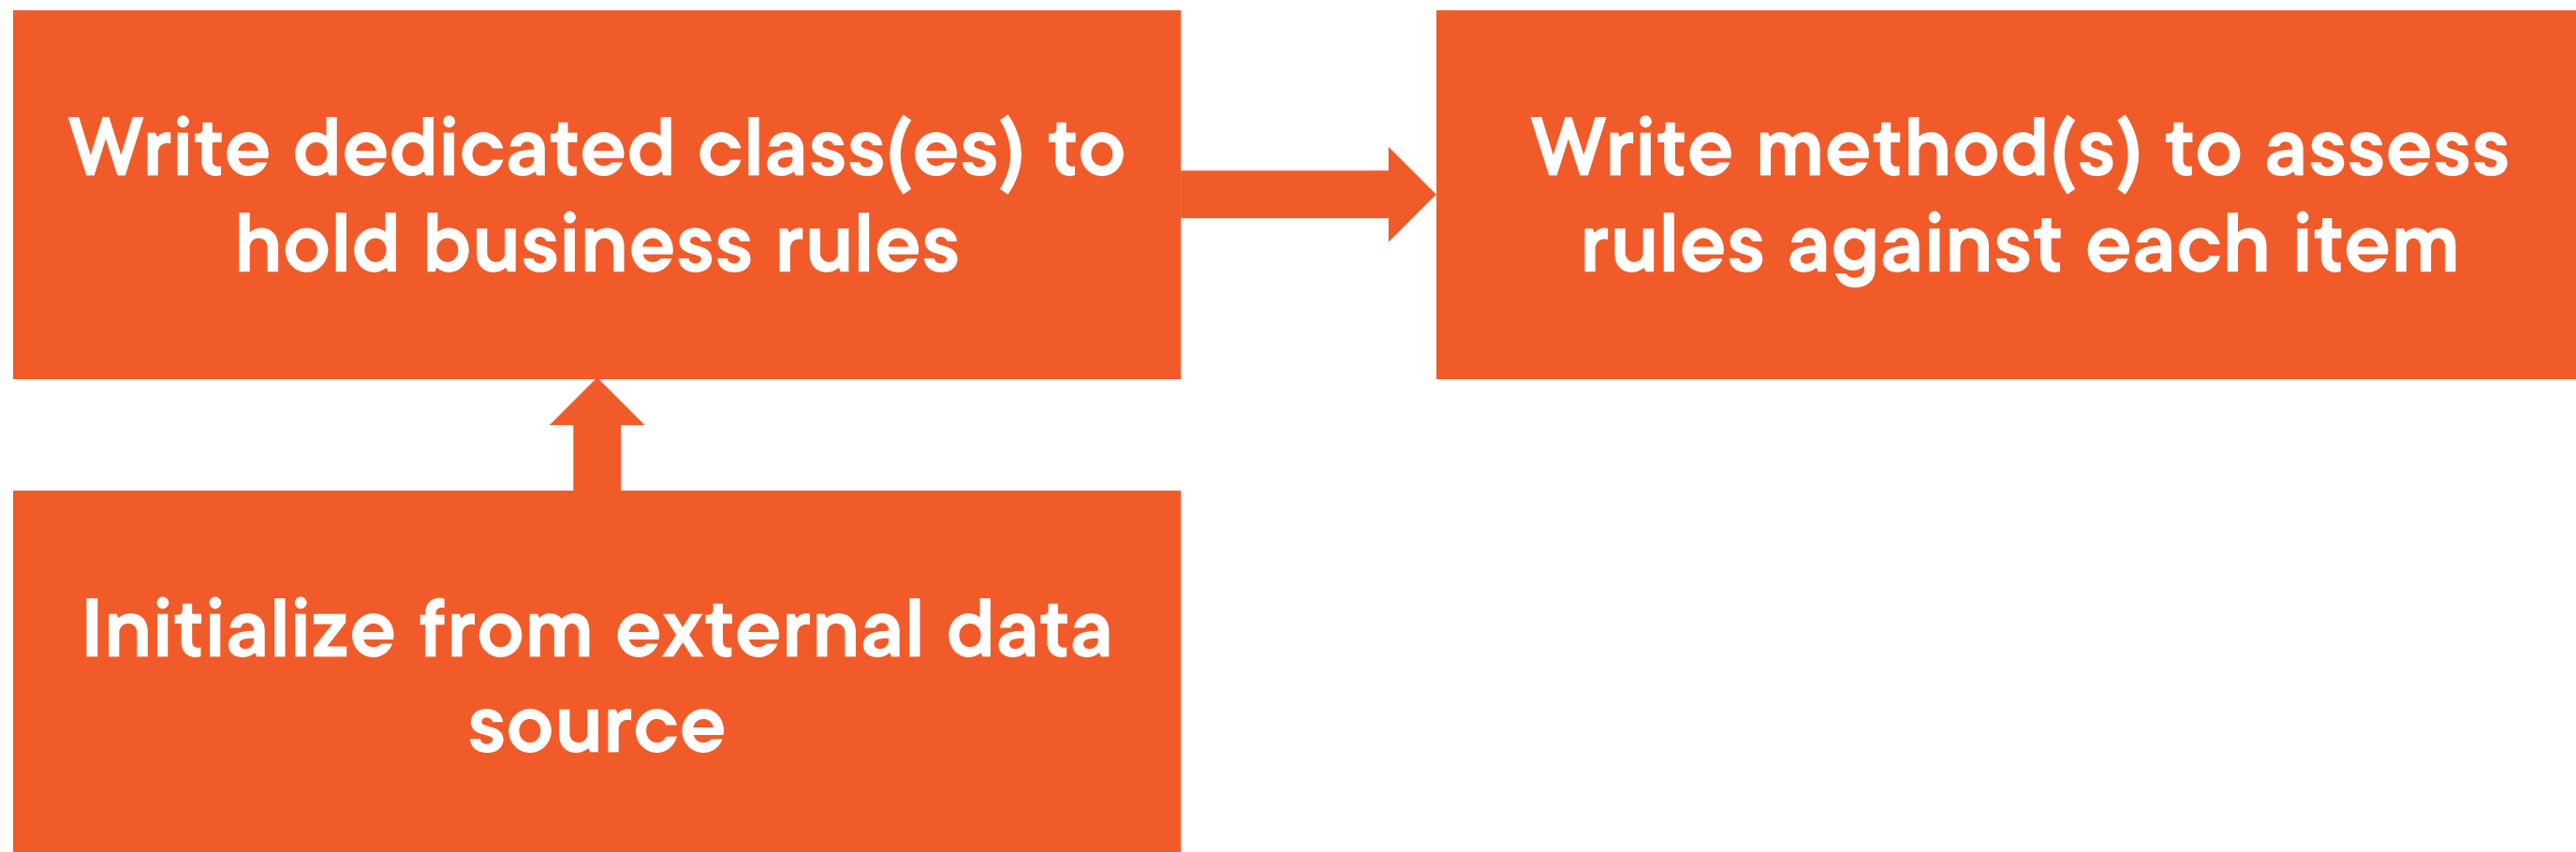 Write dedicated class(es) to
hold business rules
Write method(s) to assess
rules against each item
Initialize from external data
source